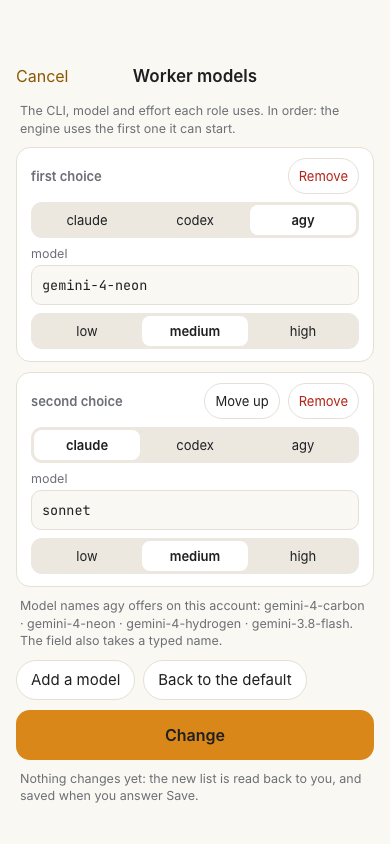 Cancel
Worker models
The CLI, model and effort each role uses. In order: the
engine uses the first one it can start.
first choice
Remove
claude
codex
agy
model
gemini-4-neon
low
medium
high
second choice
Move up
Remove
claude
codex
agy
model
sonnet
low
medium
high
Model names agy offers on this account: gemini-4-carbon
· gemini-4-neon · gemini-4-hydrogen · gemini-3.8-flash.
The field also takes a typed name.
Add a model
Back to the default
Change
Nothing changes yet: the new list is read back to you, and
saved when you answer Save.